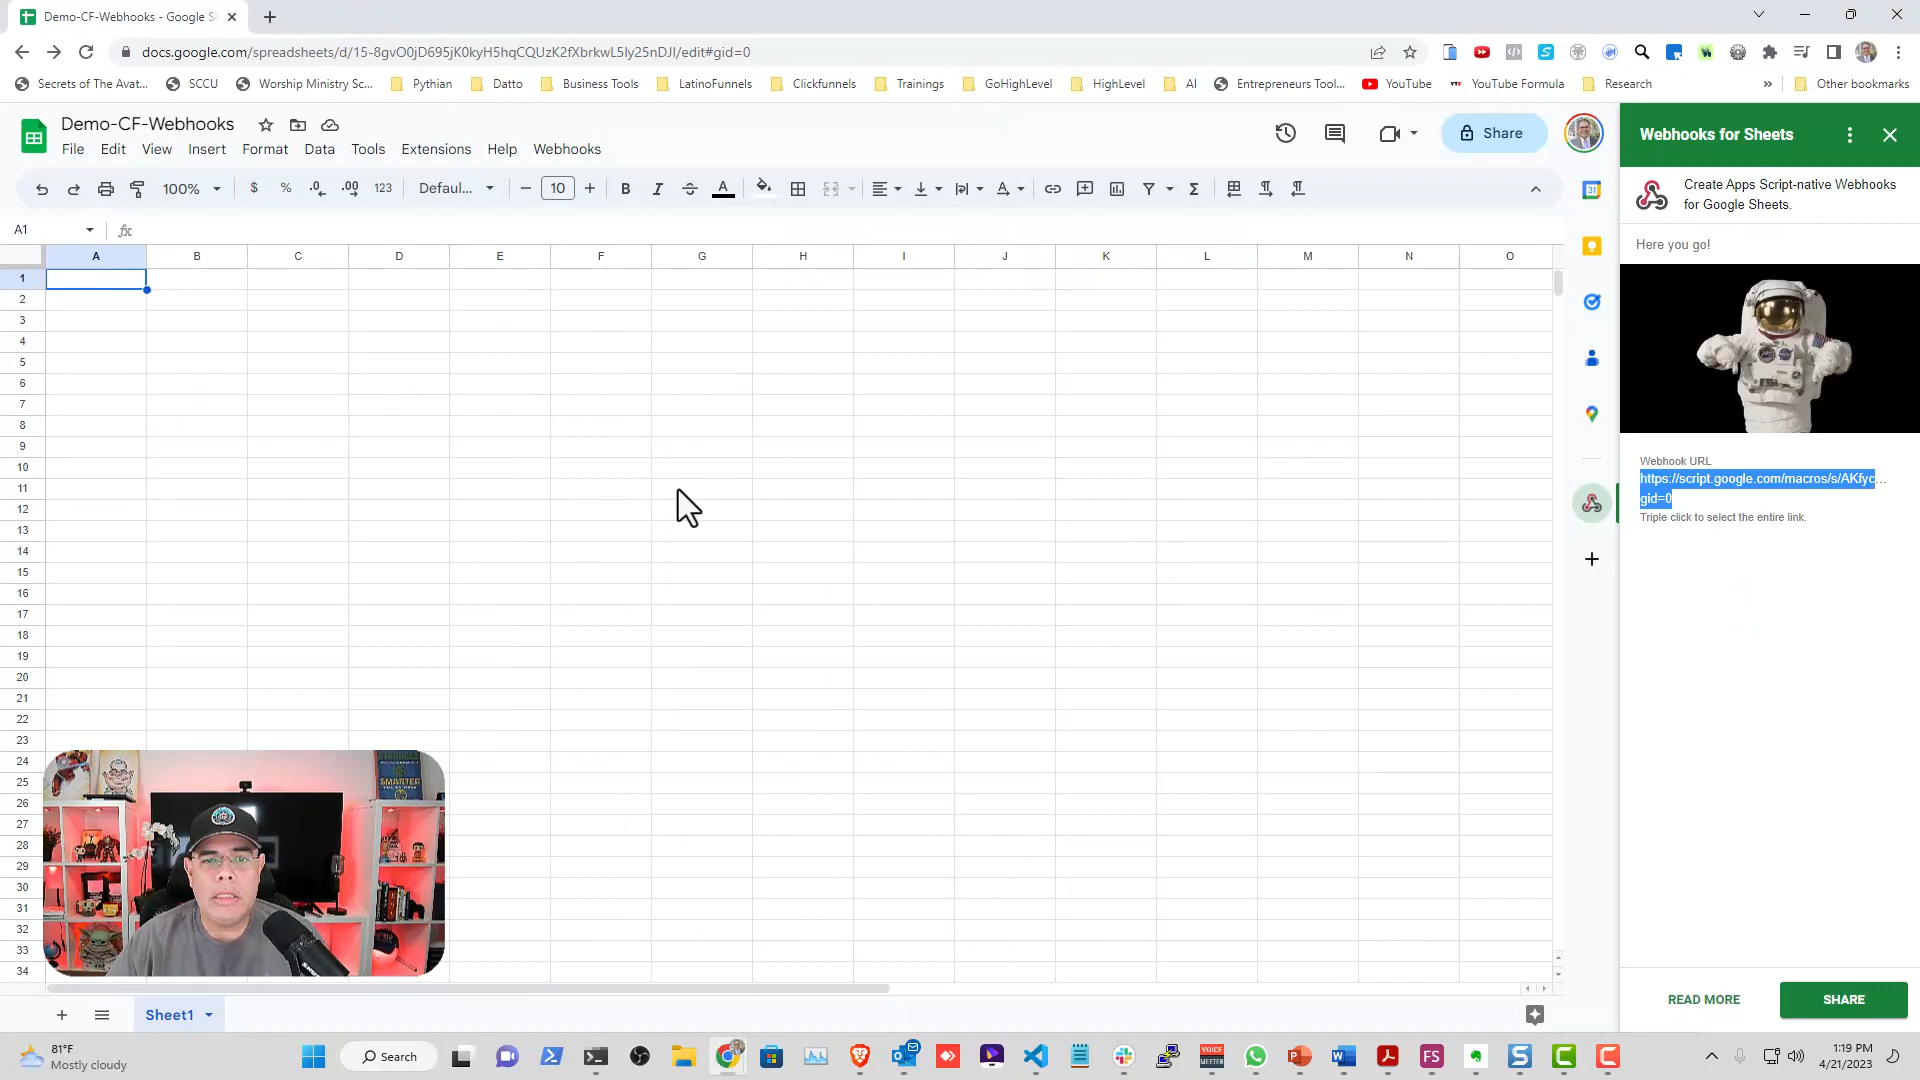 Demo-CF-Webhooks - Google S
docs.google.com/spreadsheets/d/15-8gvO0jD695jK0kyH5hqCQUzK2fXbrkwL5Iy25nDJI/edit#gid=0
Secrets of The Avat... SCCU Worship Ministry Sc... Pythian Datto Business Tools LatinoFunnels Clickfunnels Trainings GoHighLevel HighLevel AI Entrepreneurs Tool... YouTube YouTube Formula Research » Other bookmarks
Demo-CF-Webhooks
File Edit View Insert Format Data Tools Extensions Help Webhooks
Share
100% $ % .0 .00 123 Defaul... − 10 + B I A
A1 fx
A B C D E F G H I J K L M N O
1
2
3
4
5
6
7
8
9
10
11
12
13
14
15
16
17
18
19
20
21
22
23
24
25
26
27
28
29
30
31
32
33
34
Webhooks for Sheets
Create Apps Script-native Webhooks
for Google Sheets.
Here you go!
Webhook URL
https://script.google.com/macros/s/AKfyc...
gid=0
Triple click to select the entire link.
READ MORE SHARE
SMARTER
Sheet1
81°F
Mostly cloudy
Search
VOICE
MEETER
FS
1:19 PM
4/21/2023